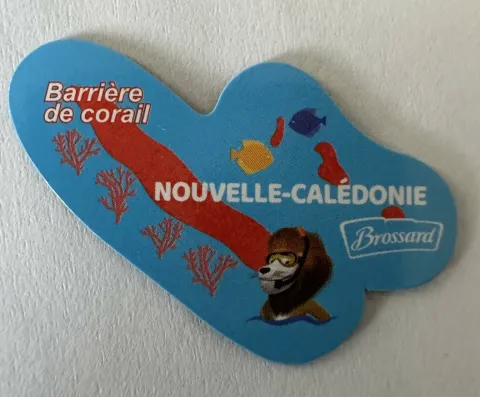 Barrière
de corail
NOUVELLE-CALÉDONIE
Brossard